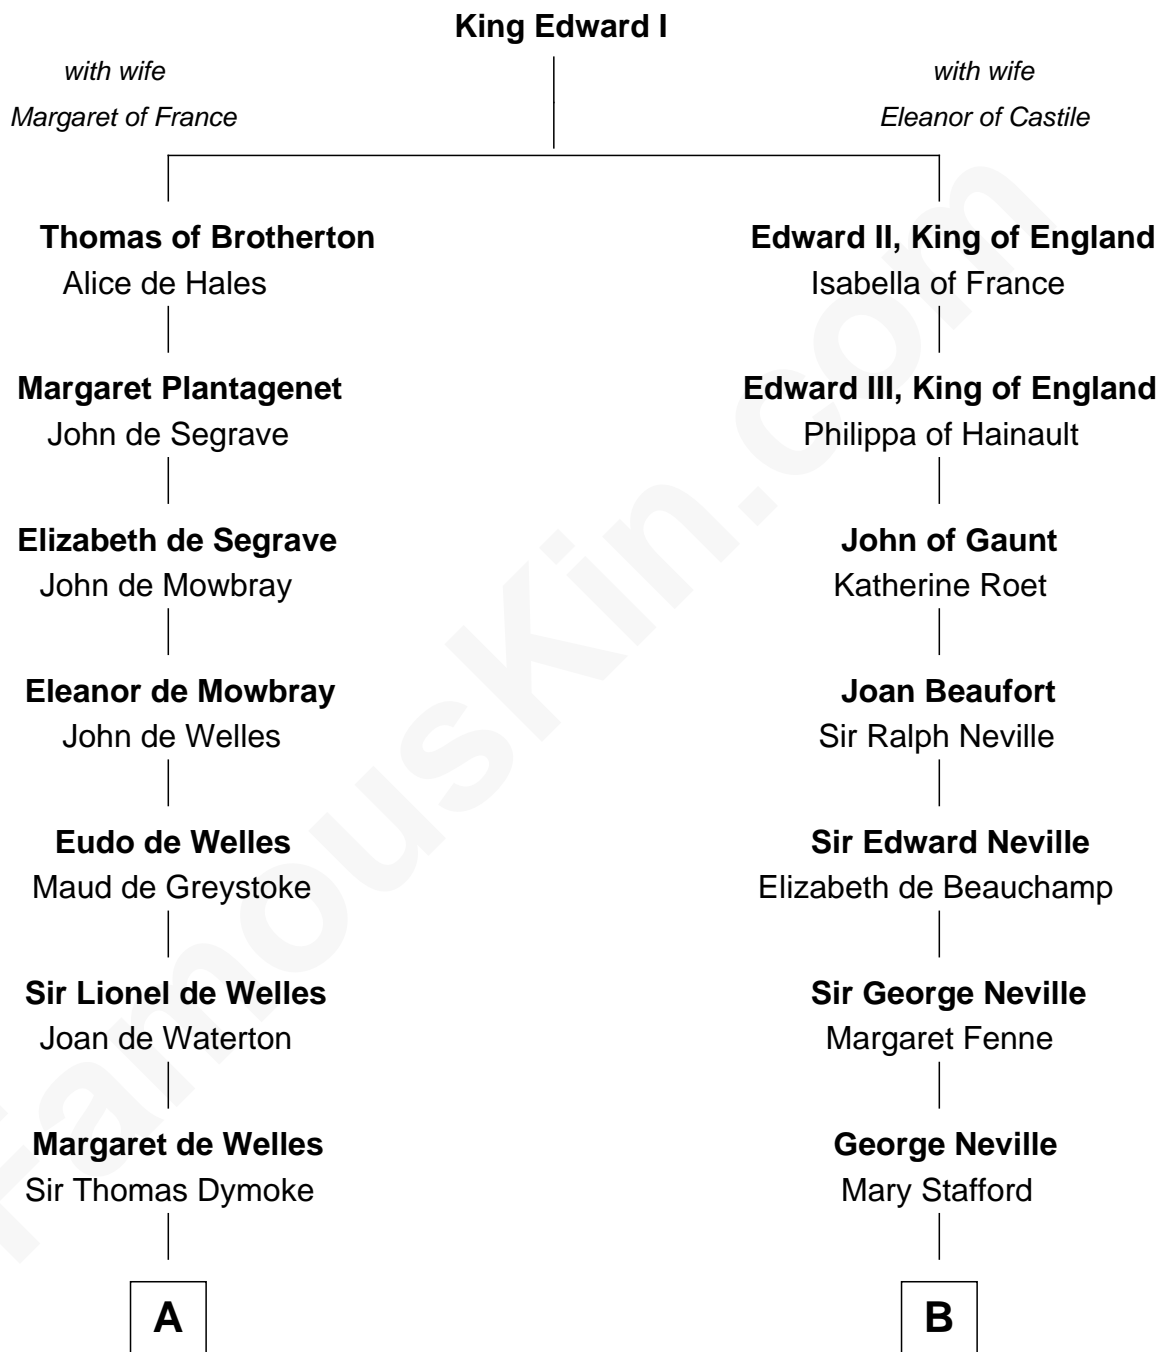 King Edward I
with wife
Margaret of France
with wife
Eleanor of Castile
Thomas of Brotherton
Alice de Hales
Edward II, King of England
Isabella of France
Margaret Plantagenet
John de Segrave
Edward III, King of England
Philippa of Hainault
Elizabeth de Segrave
John de Mowbray
John of Gaunt
Katherine Roet
Eleanor de Mowbray
John de Welles
Joan Beaufort
Sir Ralph Neville
Eudo de Welles
Maud de Greystoke
Sir Edward Neville
Elizabeth de Beauchamp
Sir Lionel de Welles
Joan de Waterton
Sir George Neville
Margaret Fenne
Margaret de Welles
Sir Thomas Dymoke
George Neville
Mary Stafford
A
B
FamousKin.com